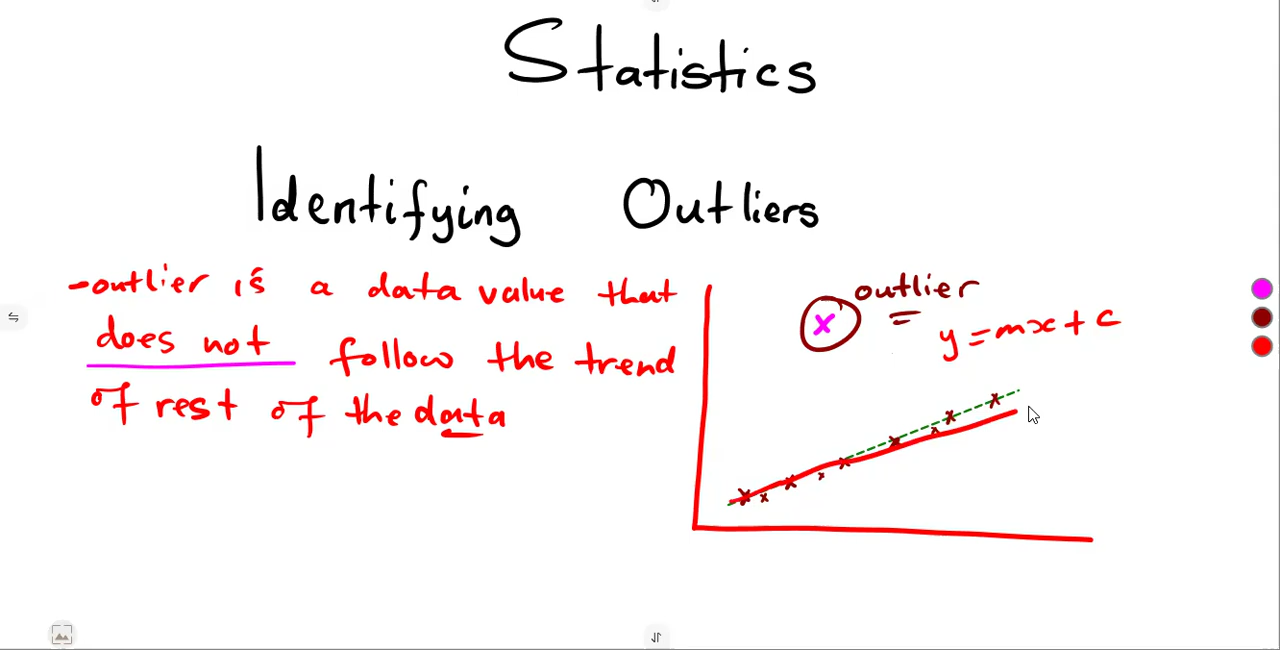 Statistics
Identifying Outliers
- outlier is a data value that
does not follow the trend
of rest of the data
x outlier
y = mx + c